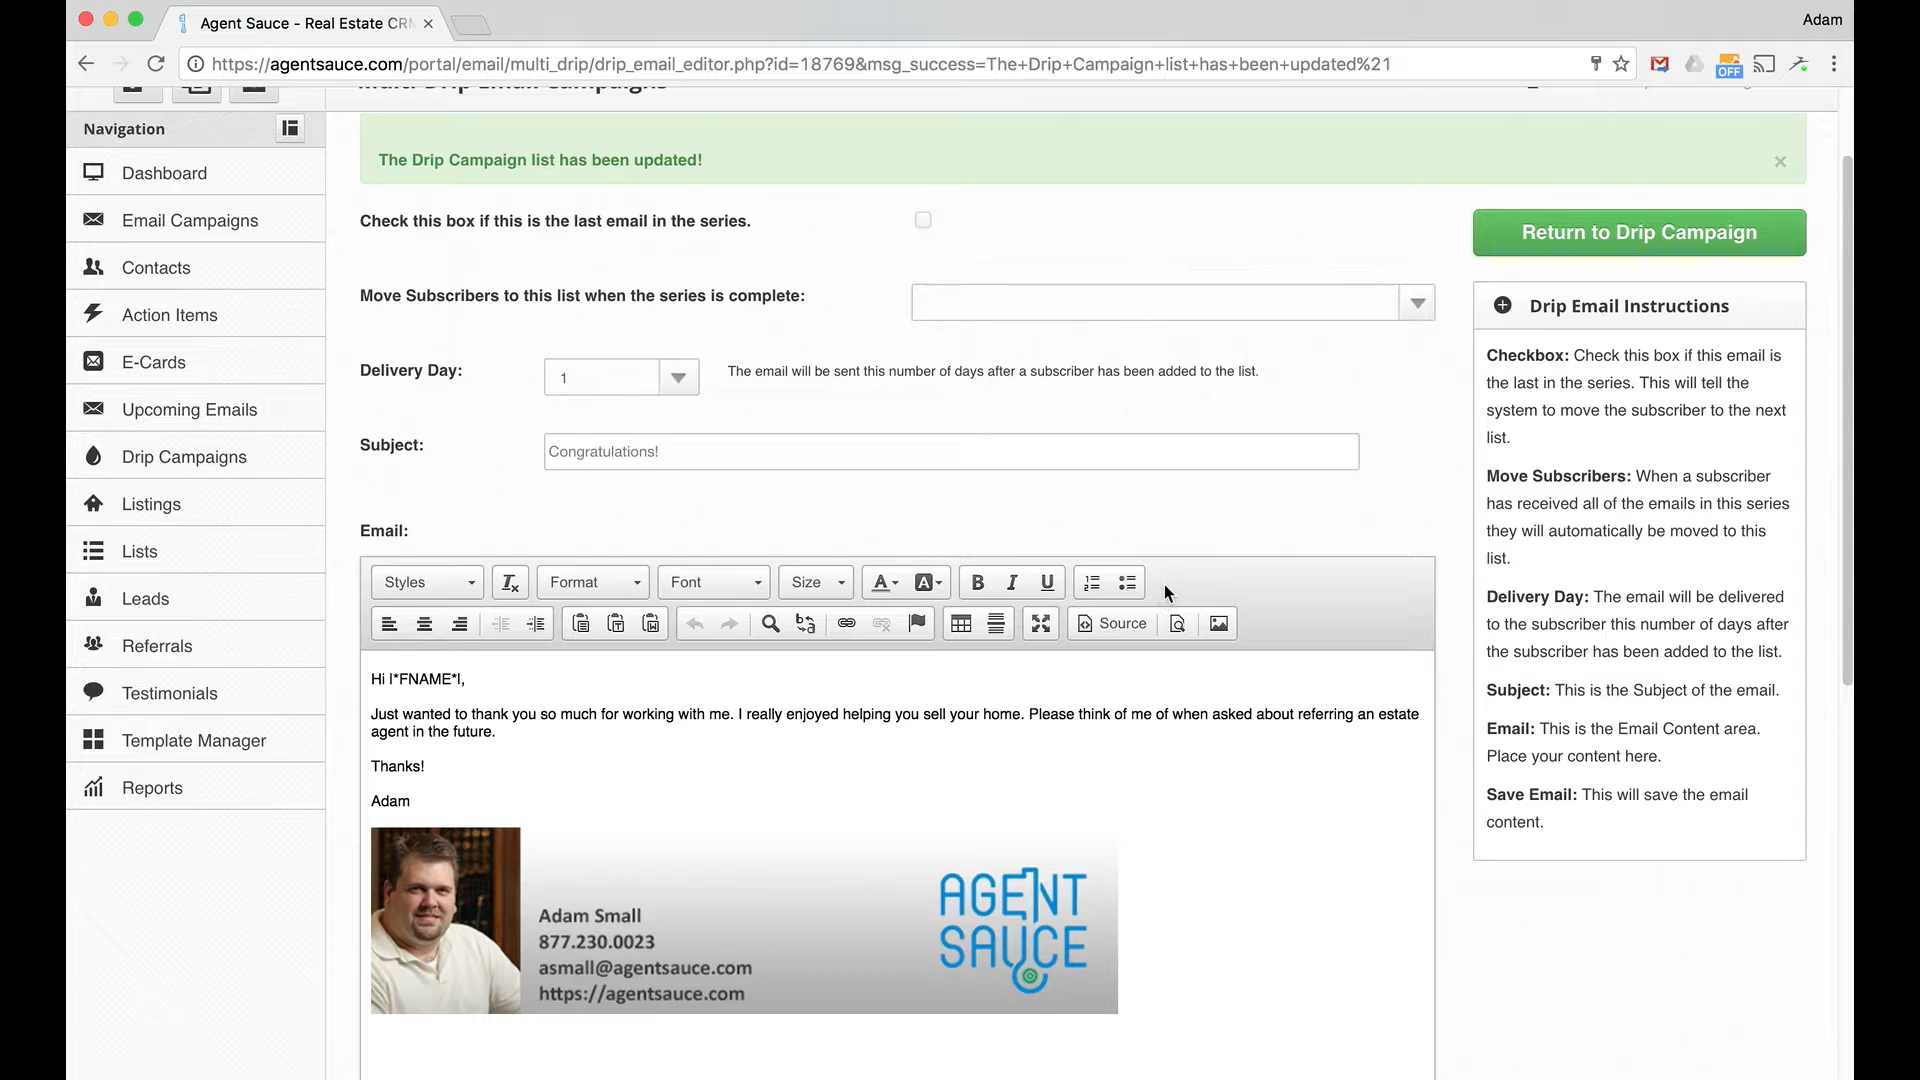 Agent Sauce - Real Estate CRM
Adam
https://agentsauce.com/portal/email/multi_drip/drip_email_editor.php?id=18769&msg_success=The+Drip+Campaign+list+has+been+updated%21
OFF
Multi Drip Email Campaigns
Navigation
Dashboard
Email Campaigns
Contacts
Action Items
E-Cards
Upcoming Emails
Drip Campaigns
Listings
Lists
Leads
Referrals
Testimonials
Template Manager
Reports
The Drip Campaign list has been updated!
Check this box if this is the last email in the series.
Move Subscribers to this list when the series is complete:
Delivery Day:
1
The email will be sent this number of days after a subscriber has been added to the list.
Subject:
Congratulations!
Email:
Styles
Format
Font
Size
Source
Hi |*FNAME*|,
Just wanted to thank you so much for working with me. I really enjoyed helping you sell your home. Please think of me of when asked about referring an estate
agent in the future.
Thanks!
Adam
Adam Small
877.230.0023
asmall@agentsauce.com
https://agentsauce.com
AGENT
SAUCE
Return to Drip Campaign
Drip Email Instructions
Checkbox: Check this box if this email is
the last in the series. This will tell the
system to move the subscriber to the next
list.
Move Subscribers: When a subscriber
has received all of the emails in this series
they will automatically be moved to this
list.
Delivery Day: The email will be delivered
to the subscriber this number of days after
the subscriber has been added to the list.
Subject: This is the Subject of the email.
Email: This is the Email Content area.
Place your content here.
Save Email: This will save the email
content.